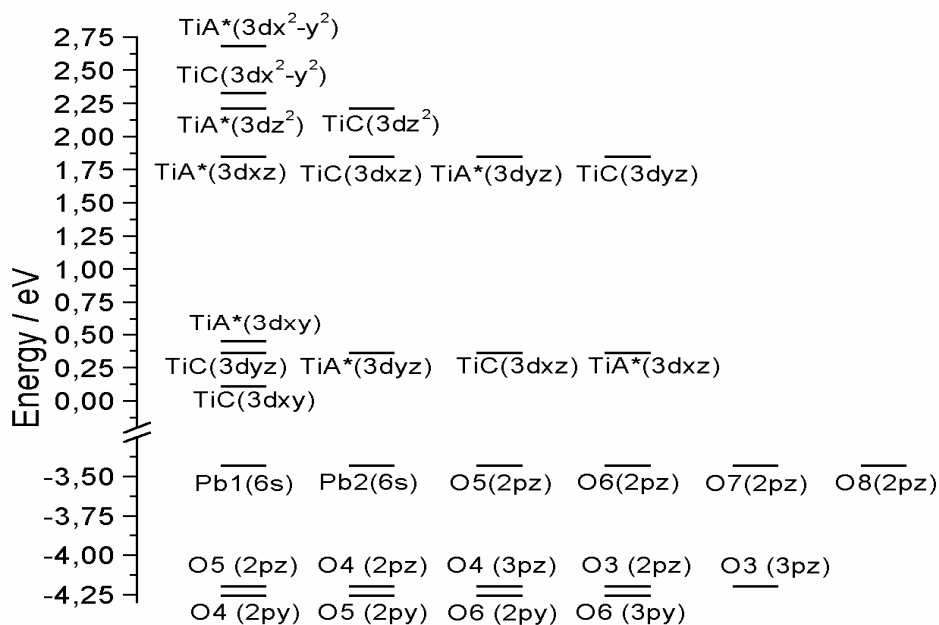 TiA*(3dx²-y²)
2,75
2,50
TiC(3dx²-y²)
2,25
TiA*(3dz²) TiC(3dz²)
2,00
1,75
TiA*(3dxz) TiC(3dxz) TiA*(3dyz) TiC(3dyz)
1,50
1,25
1,00
0,75
TiA*(3dxy)
0,50
0,25
TiC(3dyz) TiA*(3dyz) TiC(3dxz) TiA*(3dxz)
0,00
TiC(3dxy)
Energy / eV
-3,50
Pb1(6s) Pb2(6s) O5(2pz) O6(2pz) O7(2pz) O8(2pz)
-3,75
-4,00
O5 (2pz) O4 (2pz) O4 (3pz) O3 (2pz) O3 (3pz)
-4,25
O4 (2py) O5 (2py) O6 (2py) O6 (3py)